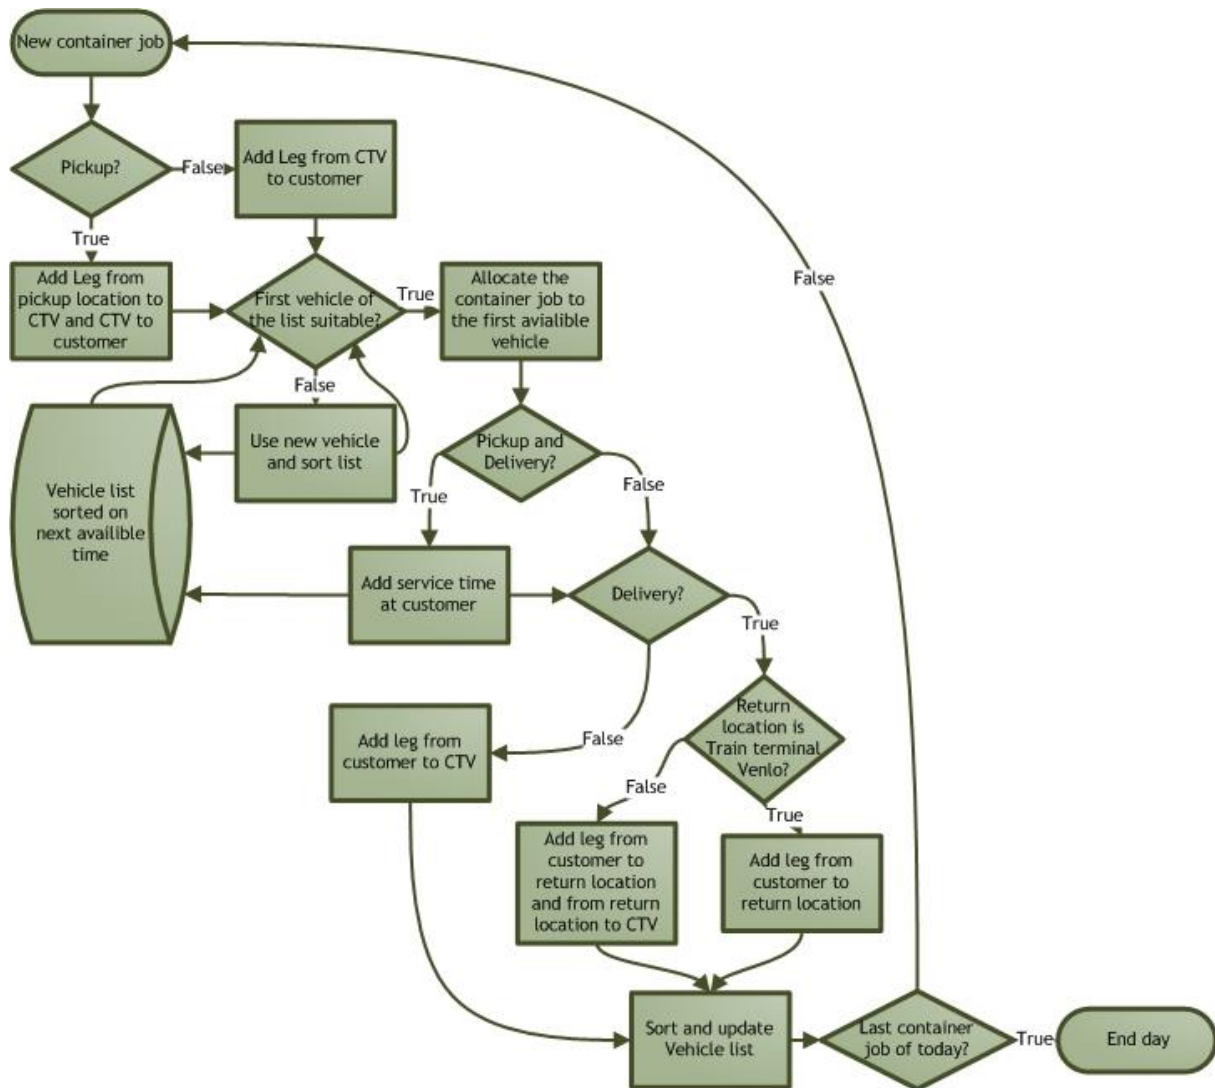 New container job
Pickup?
False
Add Leg from CTV
to customer
True
Add Leg from
pickup location to
CTV and CTV to
customer
First vehicle of
the list suitable?
True
Allocate the
container job to
the first avialible
vehicle
False
False
Use new vehicle
and sort list
Pickup and
Delivery?
True
False
Vehicle list
sorted on
next availible
time
Add service time
at customer
Delivery?
True
False
Add leg from
customer to CTV
Return
location is
Train terminal
Venlo?
False
True
Add leg from
customer to
return location
and from return
location to CTV
Add leg from
customer to
return location
Sort and update
Vehicle list
Last container
job of today?
True
End day